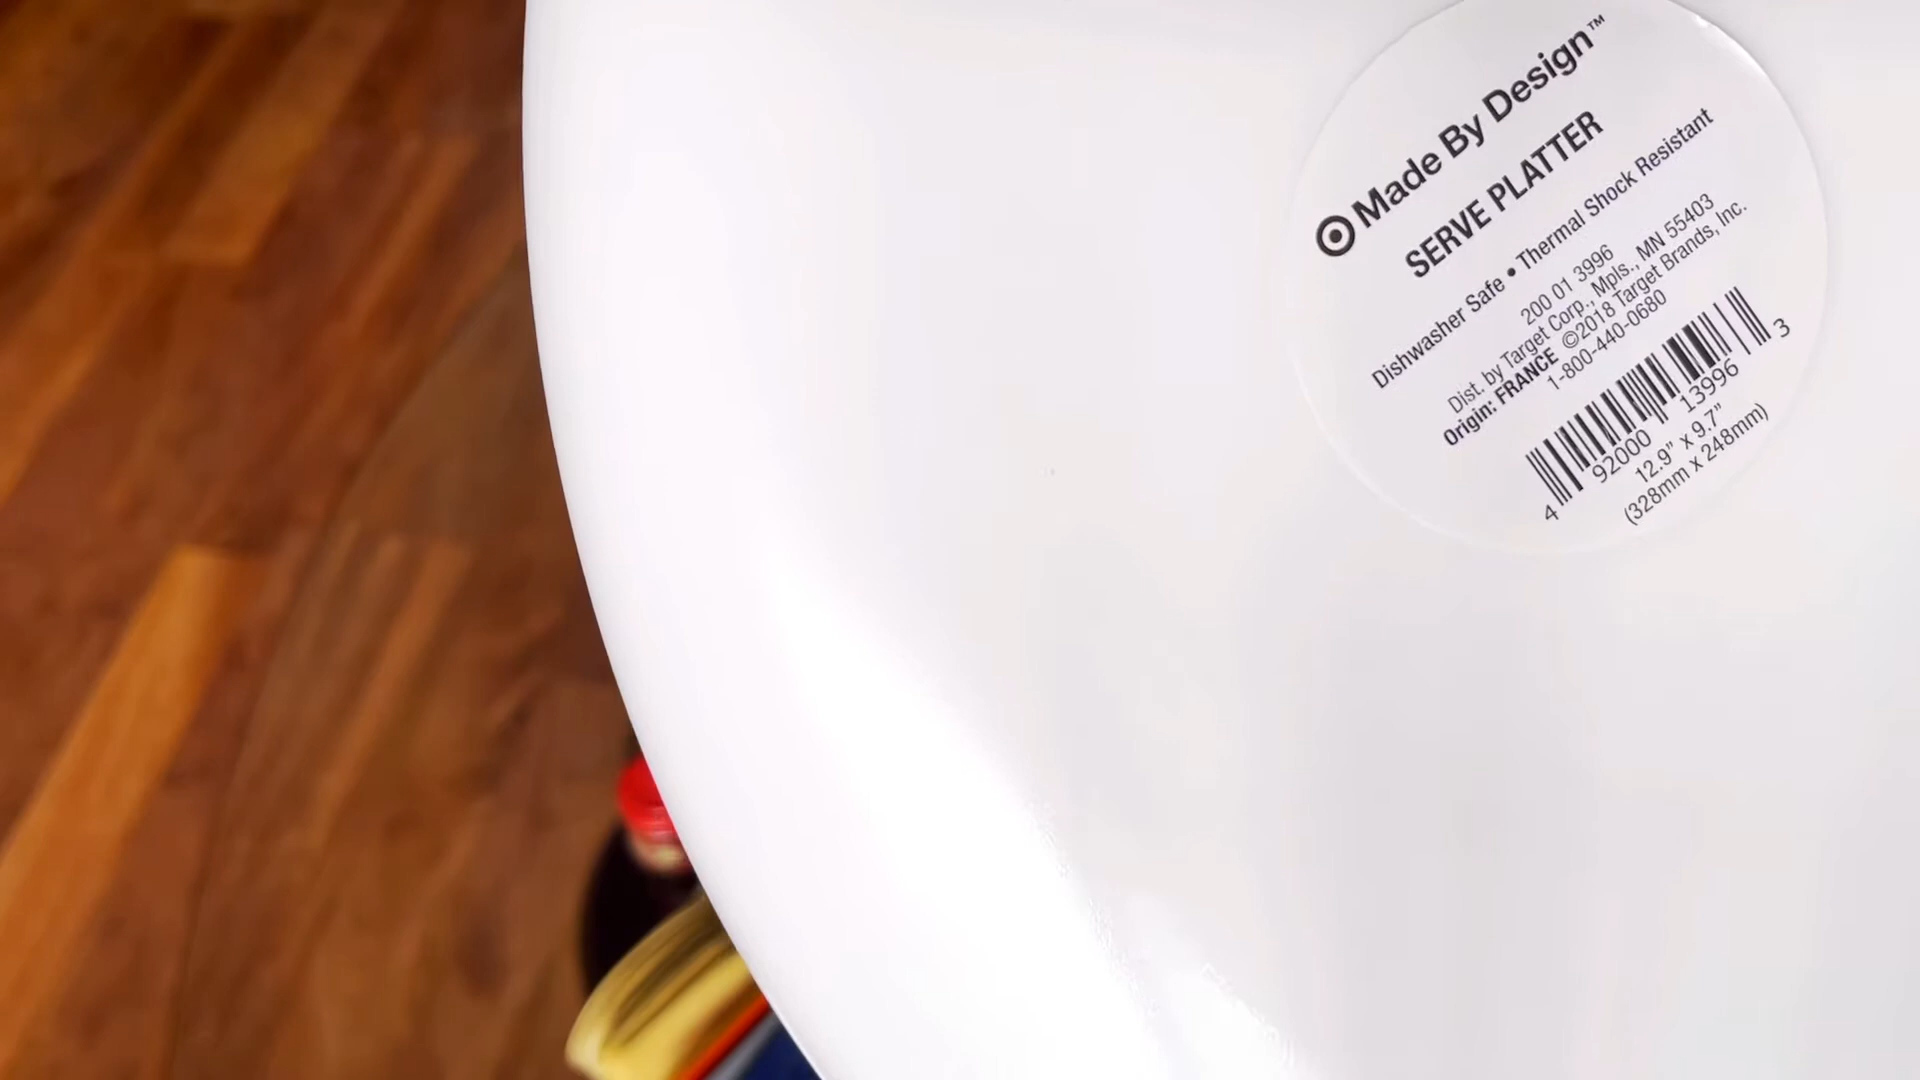 Made By Design™
SERVE PLATTER
Dishwasher Safe • Thermal Shock Resistant
200 01 3996
Dist. by Target Corp., Mpls., MN 55403
Origin: FRANCE ©2018 Target Brands, Inc.
1-800-440-0680
4 92000 13996 3
12.9" x 9.7"
(328mm x 248mm)